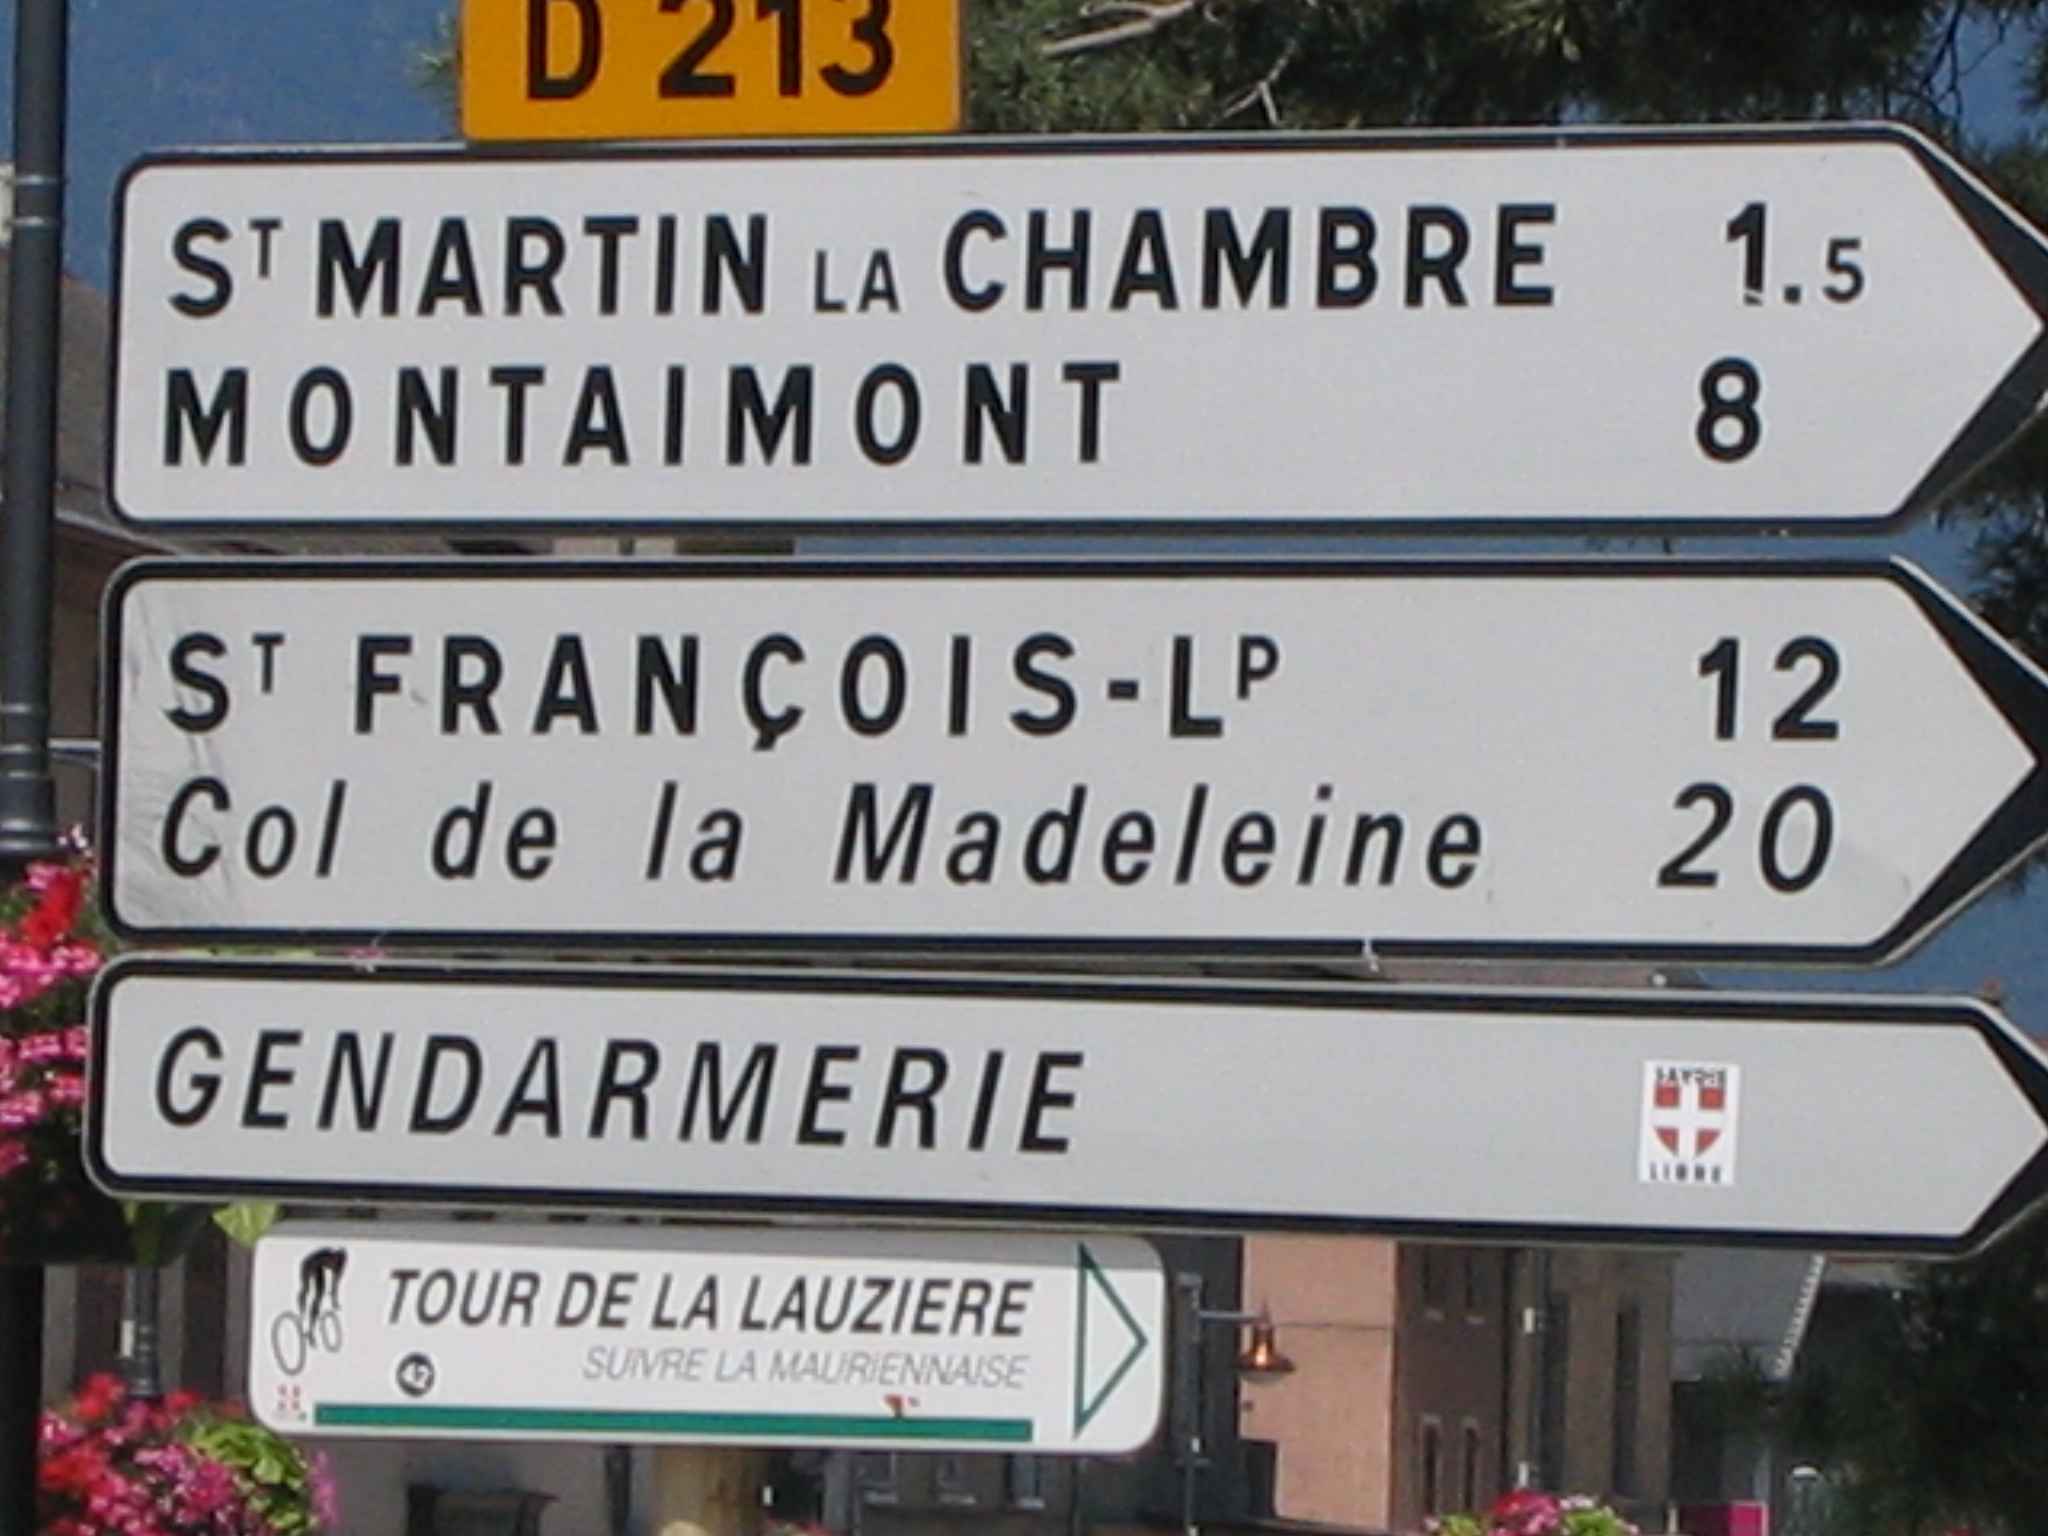 D 213
ST MARTIN LA CHAMBRE 1.5
MONTAIMONT 8
ST FRANÇOIS-LP 12
Col de la Madeleine 20
GENDARMERIE
SAVOIE
LIBRE
TOUR DE LA LAUZIERE
SUIVRE LA MAURIENNAISE